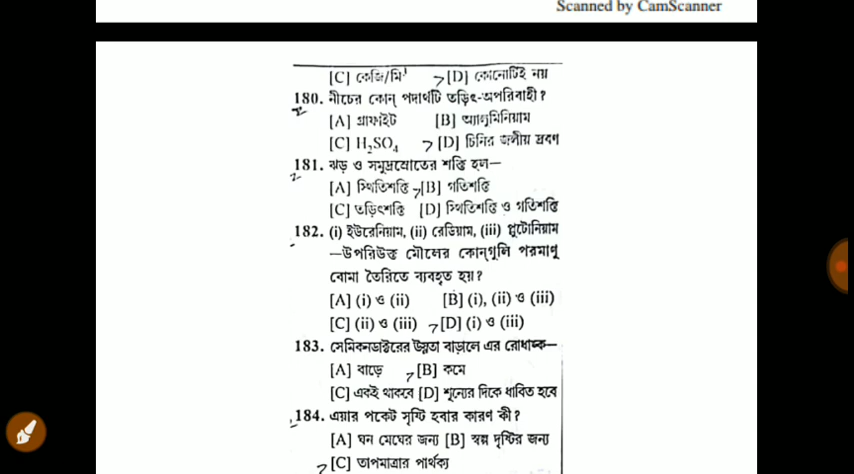 Scanned by CamScanner
[C] কেজি/মি³ [D] কোনোটিই নয়
180. নীচের কোন্ পদার্থটি তড়িৎ-অপরিবাহী?
[A] গ্রাফাইট [B] অ্যালুমিনিয়াম
[C] H₂SO₄ [D] চিনির জলীয় দ্রবণ
181. ঝড় ও সমুদ্রস্রোতের শক্তি হল—
[A] স্থিতিশক্তি [B] গতিশক্তি
[C] তড়িৎশক্তি [D] স্থিতিশক্তি ও গতিশক্তি
182. (i) ইউরেনিয়াম, (ii) রেডিয়াম, (iii) প্লুটোনিয়াম
—উপরিউক্ত মৌলের কোন্‌গুলি পরমাণু
বোমা তৈরিতে ব্যবহৃত হয়?
[A] (i) ও (ii) [B] (i), (ii) ও (iii)
[C] (ii) ও (iii) [D] (i) ও (iii)
183. সেমিকনডাক্টরের উষ্ণতা বাড়ালে এর রোধাঙ্ক—
[A] বাড়ে [B] কমে
[C] একই থাকবে [D] শূন্যের দিকে ধাবিত হবে
184. এয়ার পকেট সৃষ্টি হবার কারণ কী?
[A] ঘন মেঘের জন্য [B] স্বল্প দৃষ্টির জন্য
[C] তাপমাত্রার পার্থক্য